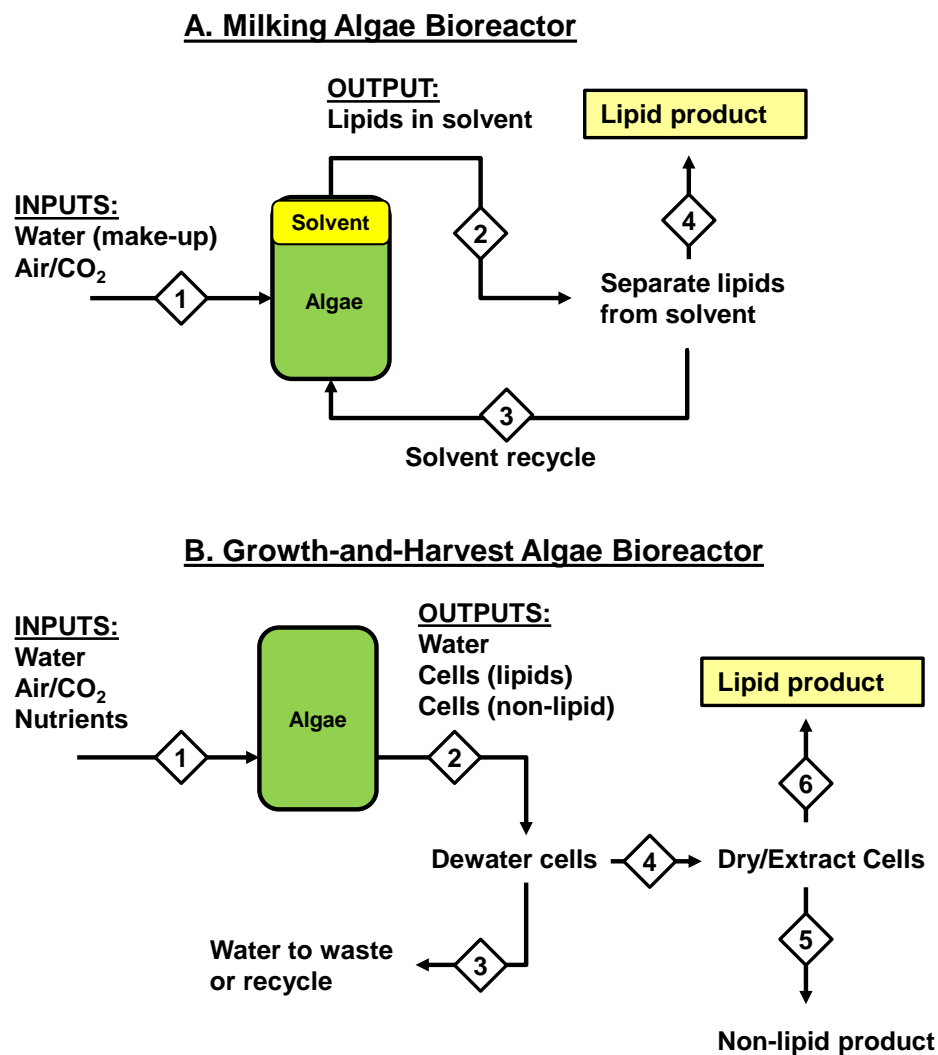 A. Milking Algae Bioreactor
OUTPUT:
Lipids in solvent
Lipid product
INPUTS:
Water (make-up)
Air/CO₂
Solvent
Algae
1
2
4
Separate lipids
from solvent
3
Solvent recycle
B. Growth-and-Harvest Algae Bioreactor
INPUTS:
Water
Air/CO₂
Nutrients
Algae
OUTPUTS:
Water
Cells (lipids)
Cells (non-lipid)
Lipid product
1
2
6
Dewater cells
4
Dry/Extract Cells
5
3
Water to waste
or recycle
Non-lipid product